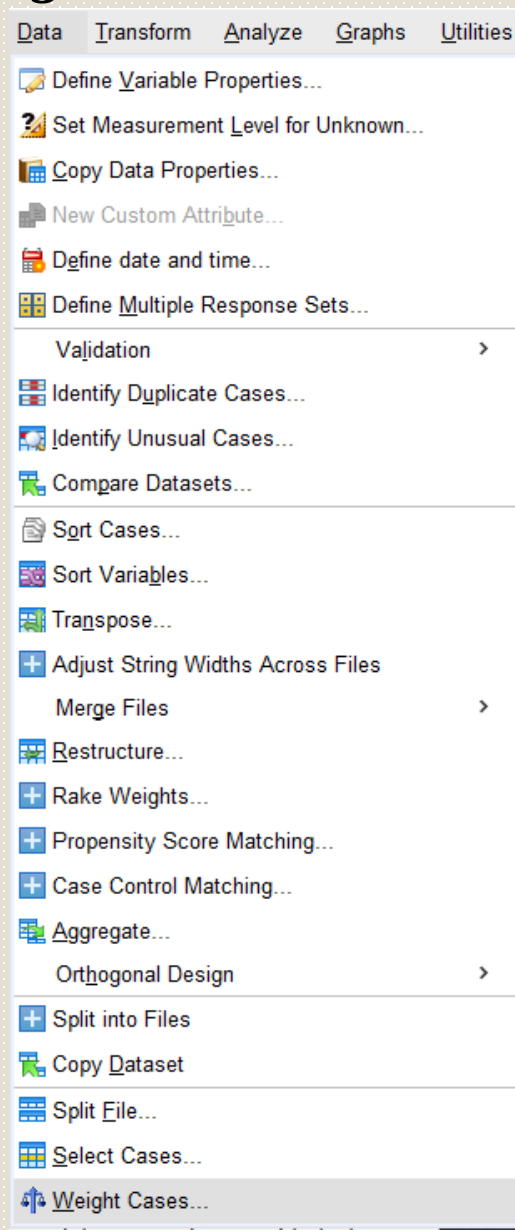 Data Transform Analyze Graphs Utilities
Define Variable Properties...
Set Measurement Level for Unknown...
Copy Data Properties...
New Custom Attribute...
Define date and time...
Define Multiple Response Sets...
Validation >
Identify Duplicate Cases...
Identify Unusual Cases...
Compare Datasets...
Sort Cases...
Sort Variables...
Transpose...
Adjust String Widths Across Files
Merge Files >
Restructure...
Rake Weights...
Propensity Score Matching...
Case Control Matching...
Aggregate...
Orthogonal Design >
Split into Files
Copy Dataset
Split File...
Select Cases...
Weight Cases...